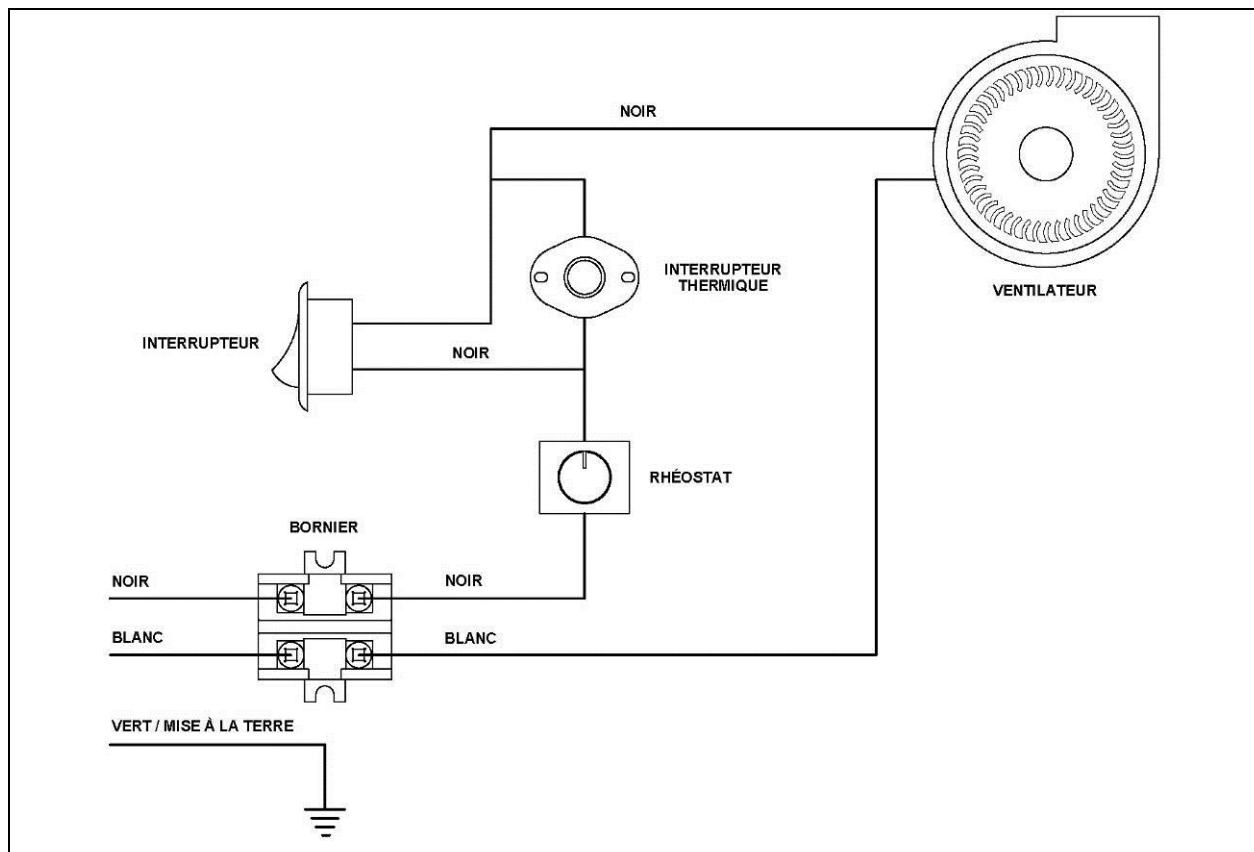 NOIR
INTERRUPTEUR
THERMIQUE
VENTILATEUR
INTERRUPTEUR
NOIR
RHÉOSTAT
BORNIER
NOIR
NOIR
BLANC
BLANC
VERT / MISE À LA TERRE